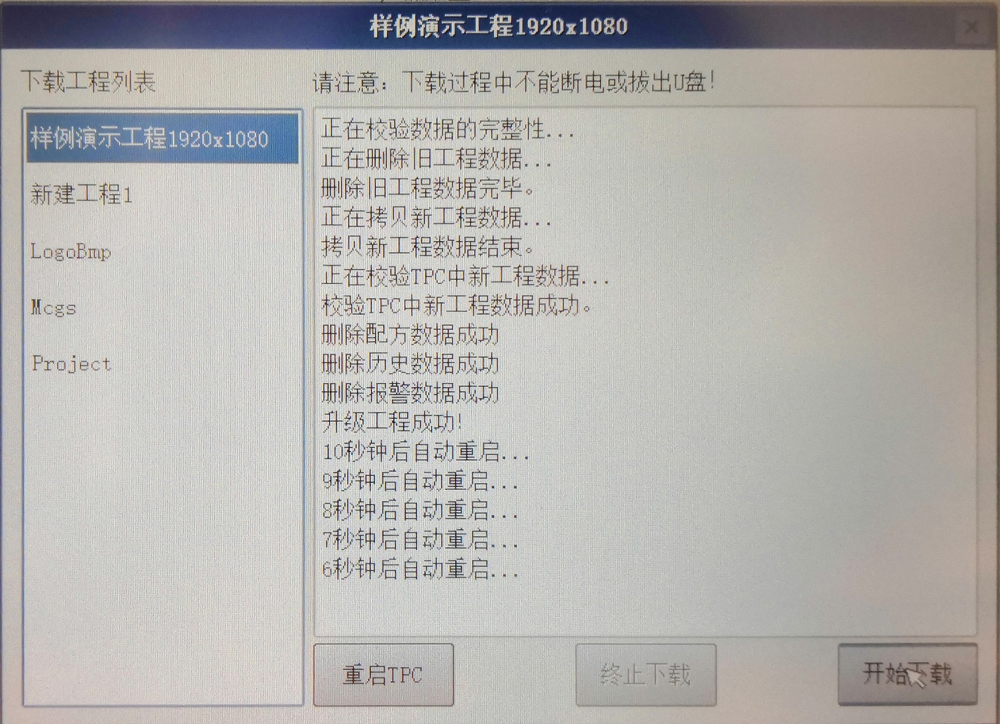 样例演示工程1920x1080
下载工程列表
请注意：下载过程中不能断电或拔出U盘！
样例演示工程1920x1080
新建工程1
LogoBmp
Mcgs
Project
正在校验数据的完整性...
正在删除旧工程数据...
删除旧工程数据完毕。
正在拷贝新工程数据...
拷贝新工程数据结束。
正在校验TPC中新工程数据...
校验TPC中新工程数据成功。
删除配方数据成功
删除历史数据成功
删除报警数据成功
升级工程成功！
10秒钟后自动重启...
9秒钟后自动重启...
8秒钟后自动重启...
7秒钟后自动重启...
6秒钟后自动重启...
重启TPC
终止下载
开始下载